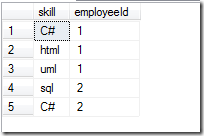 skill employeeId
1 C# 1
2 html 1
3 uml 1
4 sql 2
5 C# 2